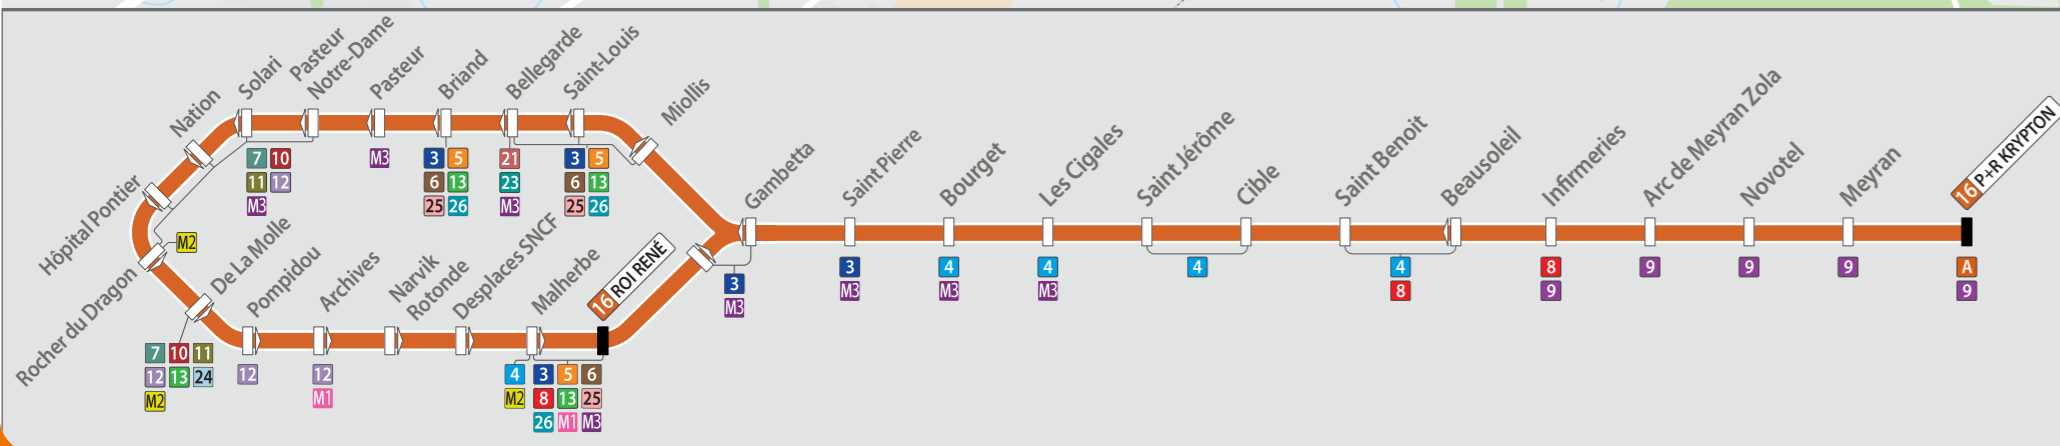 Hôpital Pontier
Nation
Solari
Pasteur
Notre-Dame
Pasteur
Briand
Bellegarde
Saint-Louis
Miollis
Gambetta
Saint Pierre
Bourget
Les Cigales
Saint Jérôme
Cible
Saint Benoit
Beausoleil
Infirmeries
Arc de Meyran Zola
Novotel
Meyran
16 P+R KRYPTON
7 10
11 12
M3
M3
3 5
6 13
25 26
21
23
M3
3 5
6 13
25 26
M2
Rocher du Dragon
De La Molle
Pompidou
Archives
Narvik
Rotonde
Desplaces SNCF
Malherbe
16 ROI RENÉ
7 10 11
12 13 24
M2
12
12
M1
4
M2
3 5 6
8 13 25
26 M1 M3
3
M3
3
M3
4
M3
4
M3
4
4
8
8
9
9
9
9
A
9